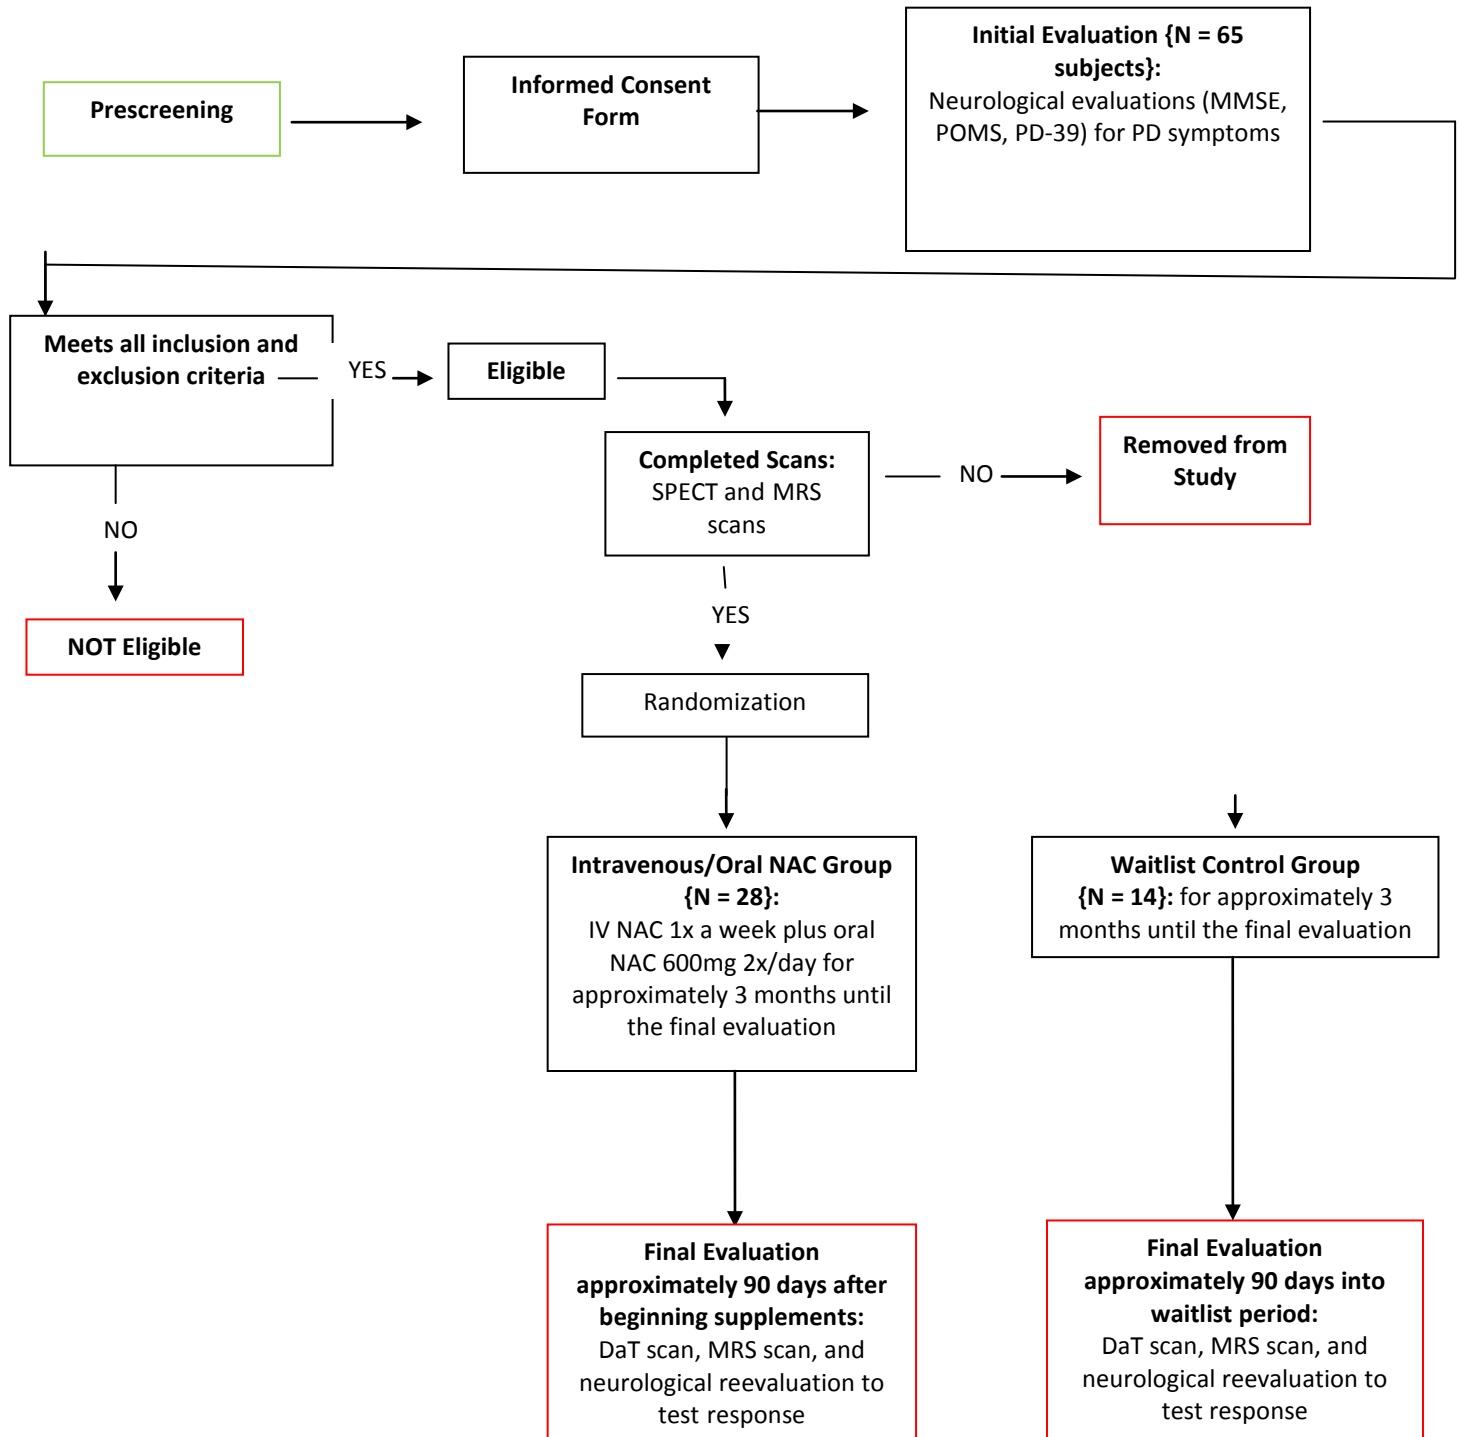 Prescreening
Informed Consent
Form
Initial Evaluation {N = 65
subjects}:
Neurological evaluations (MMSE,
POMS, PD-39) for PD symptoms
Meets all inclusion and
exclusion criteria
YES
Eligible
NO
NOT Eligible
Completed Scans:
SPECT and MRS
scans
NO
Removed from
Study
YES
Randomization
Intravenous/Oral NAC Group
{N = 28}:
IV NAC 1x a week plus oral
NAC 600mg 2x/day for
approximately 3 months until
the final evaluation
Waitlist Control Group
{N = 14}: for approximately 3
months until the final evaluation
Final Evaluation
approximately 90 days after
beginning supplements:
DaT scan, MRS scan, and
neurological reevaluation to
test response
Final Evaluation
approximately 90 days into
waitlist period:
DaT scan, MRS scan, and
neurological reevaluation to
test response